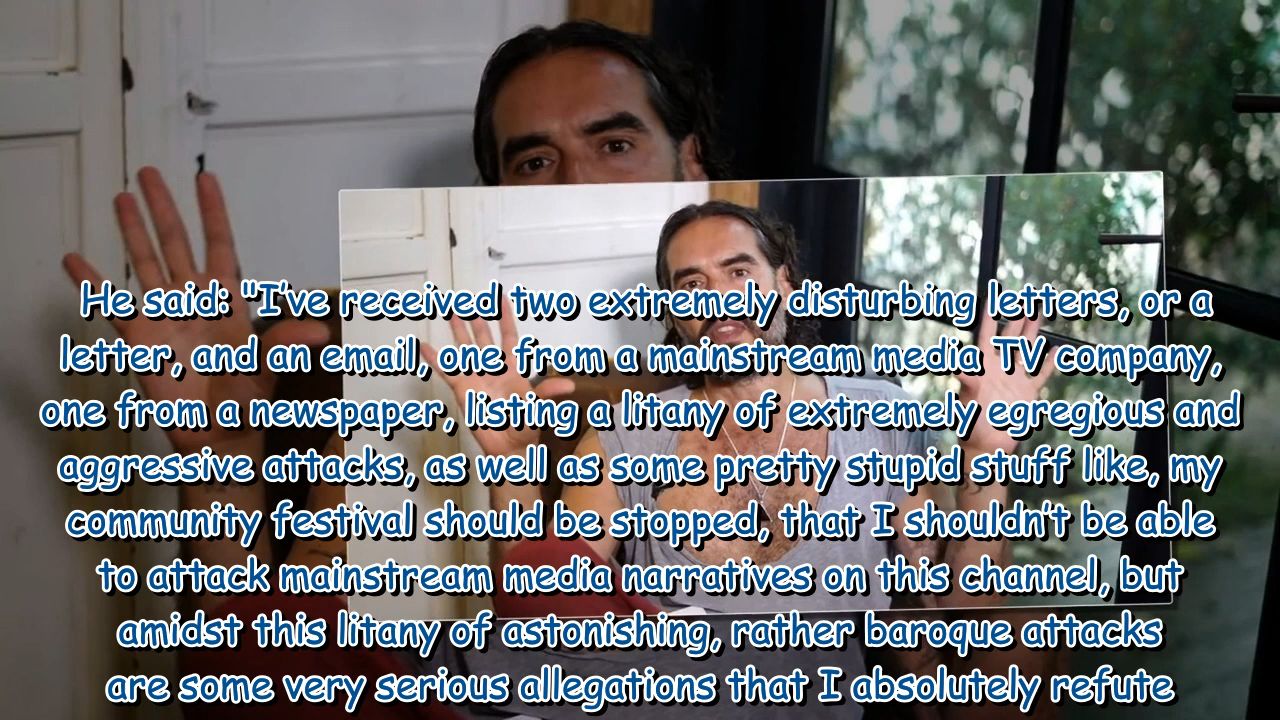 He said: "I've received two extremely disturbing letters, or a
letter, and an email, one from a mainstream media TV company,
one from a newspaper, listing a litany of extremely egregious and
aggressive attacks, as well as some pretty stupid stuff like, my
community festival should be stopped, that I shouldn't be able
to attack mainstream media narratives on this channel, but
amidst this litany of astonishing, rather baroque attacks
are some very serious allegations that I absolutely refute